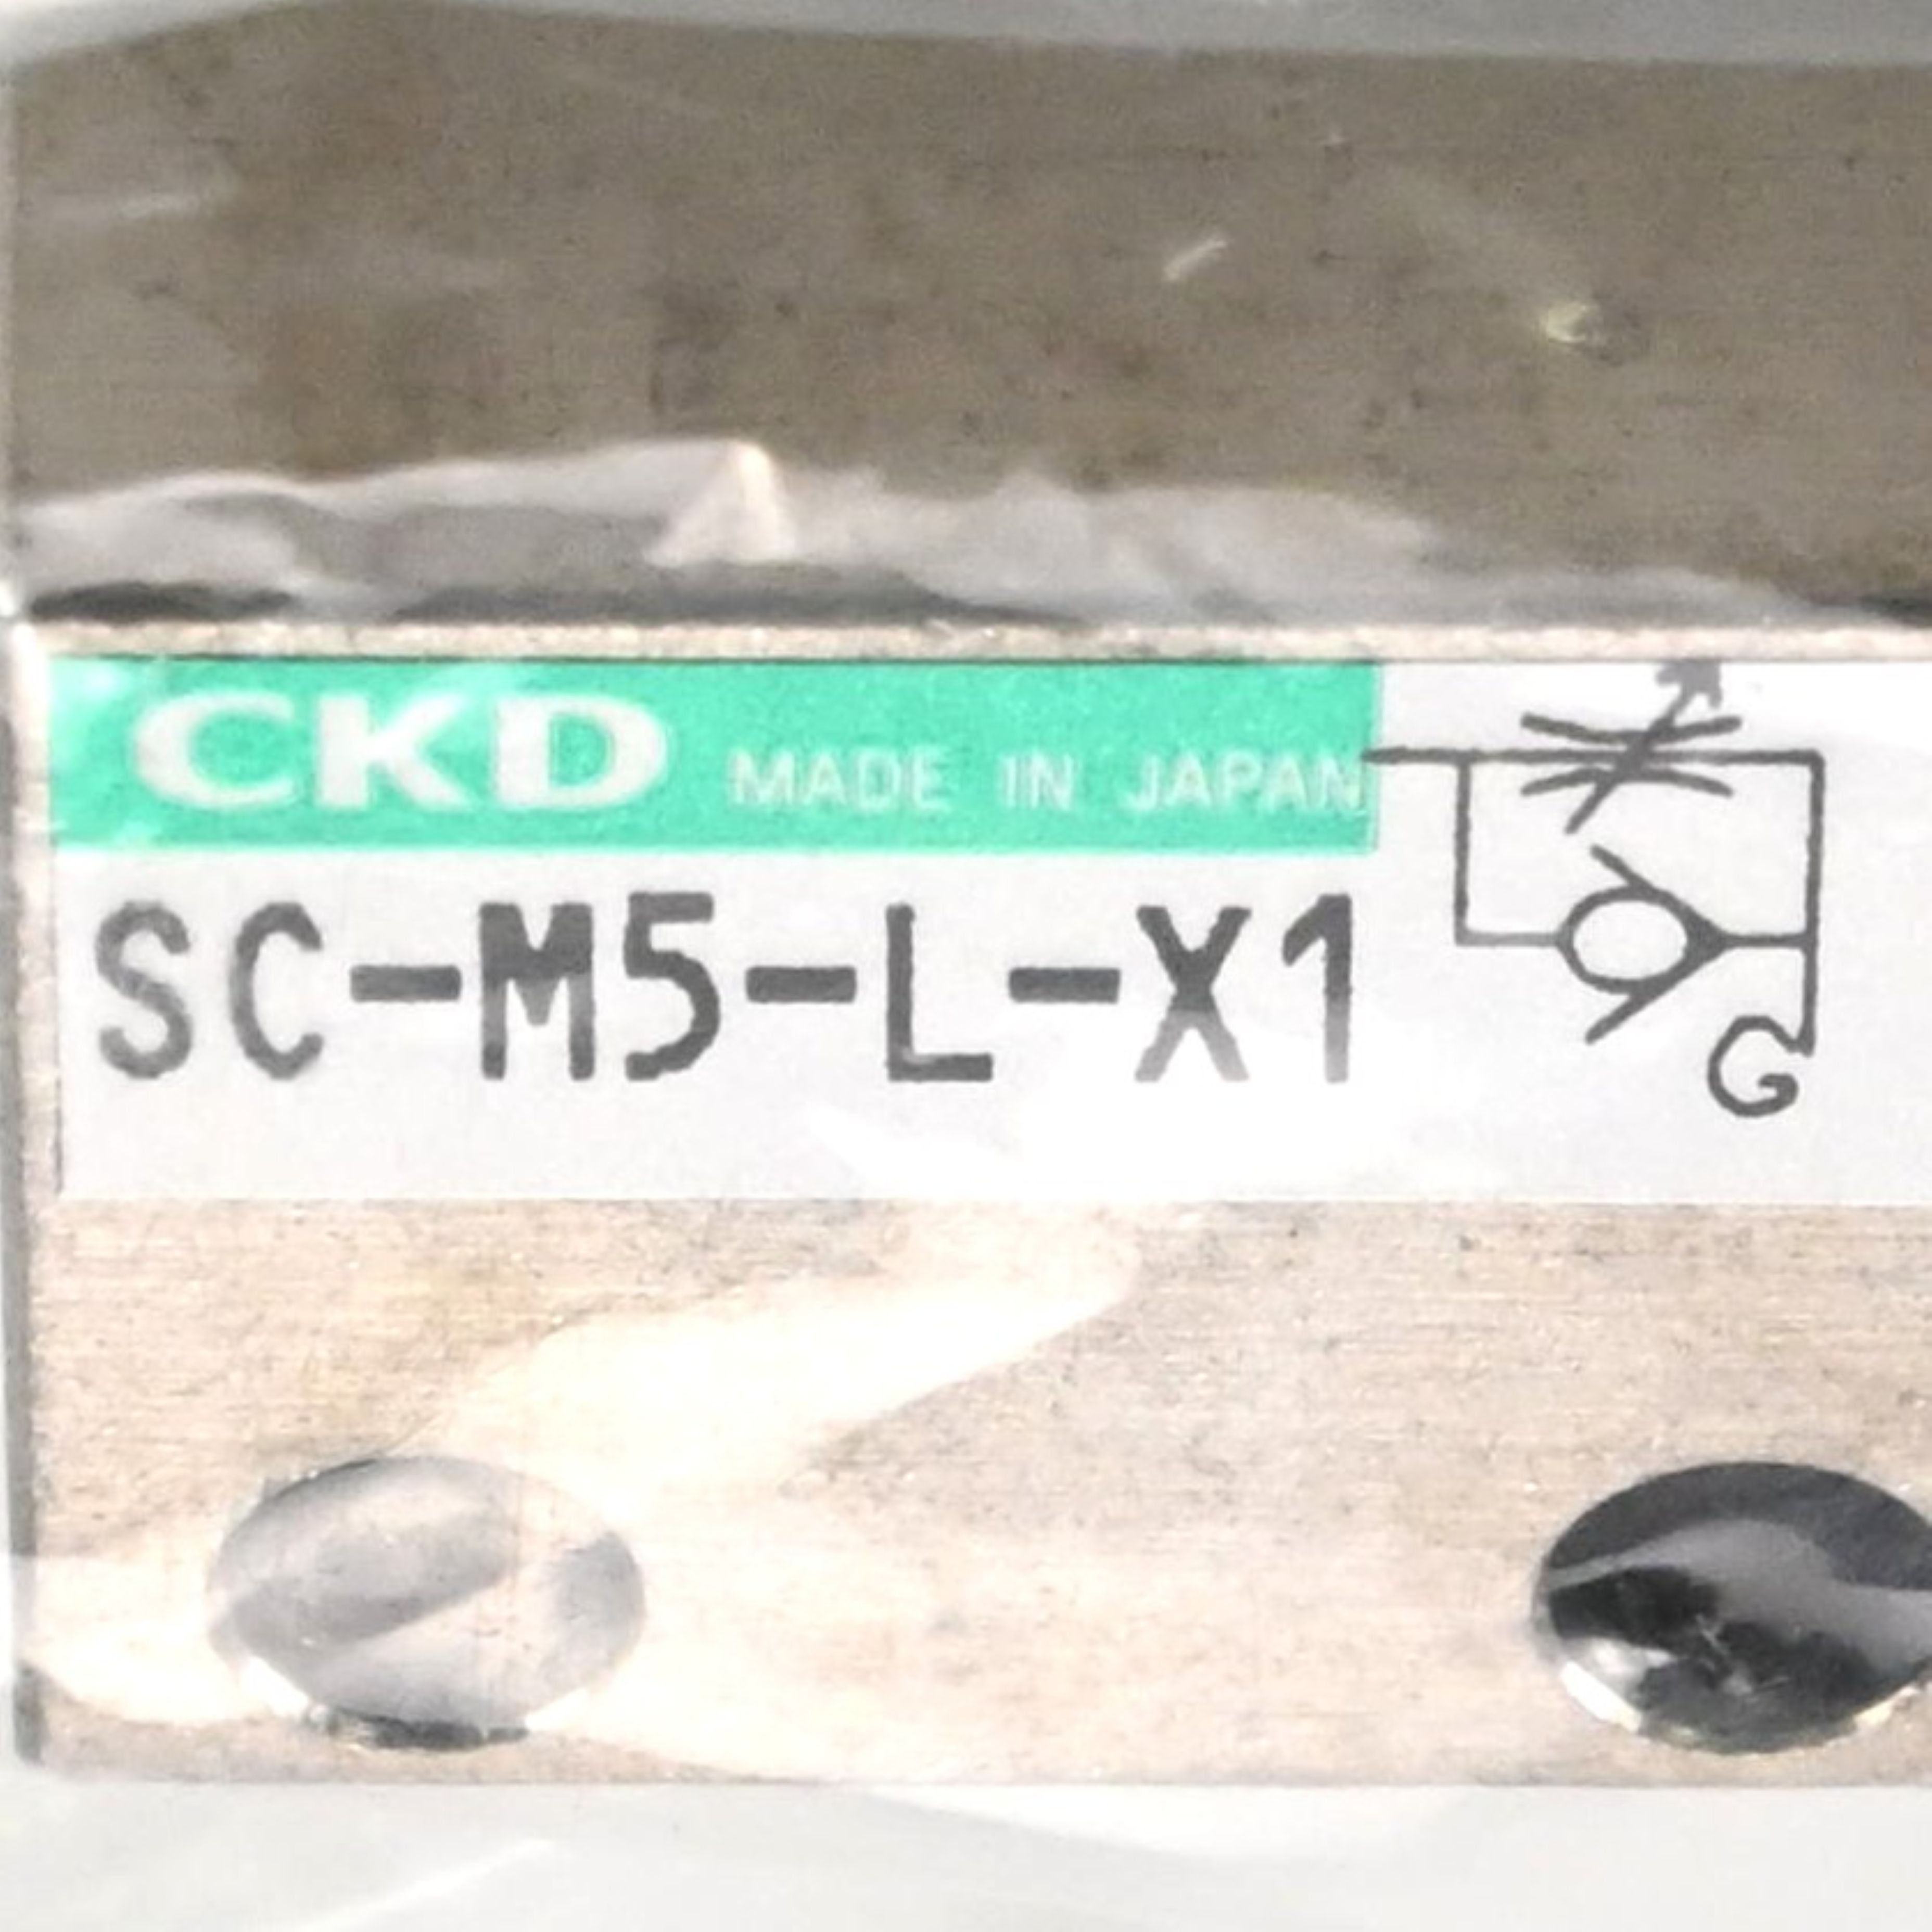 CKD MADE IN JAPAN
SC-M5-L-X1
G